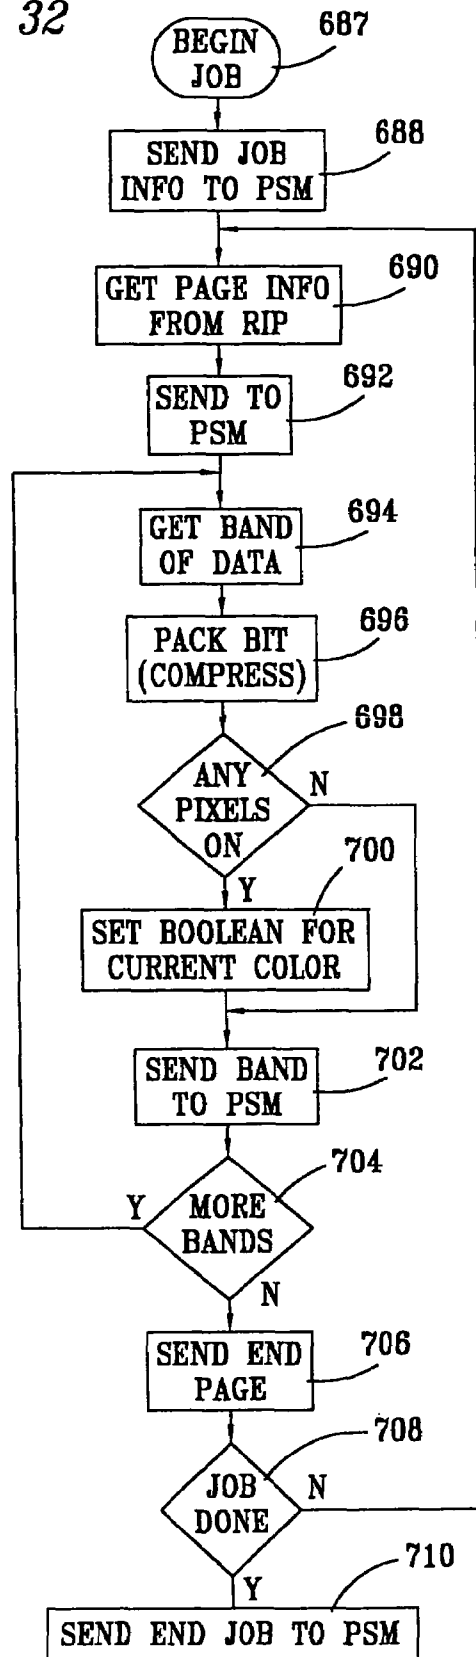 32
BEGIN
JOB
687
SEND JOB
INFO TO PSM
688
GET PAGE INFO
FROM RIP
690
SEND TO
PSM
692
GET BAND
OF DATA
694
PACK BIT
(COMPRESS)
696
ANY
PIXELS
ON
698
N
Y
700
SET BOOLEAN FOR
CURRENT COLOR
SEND BAND
TO PSM
702
MORE
BANDS
704
Y
N
SEND END
PAGE
706
JOB
DONE
708
N
Y
710
SEND END JOB TO PSM